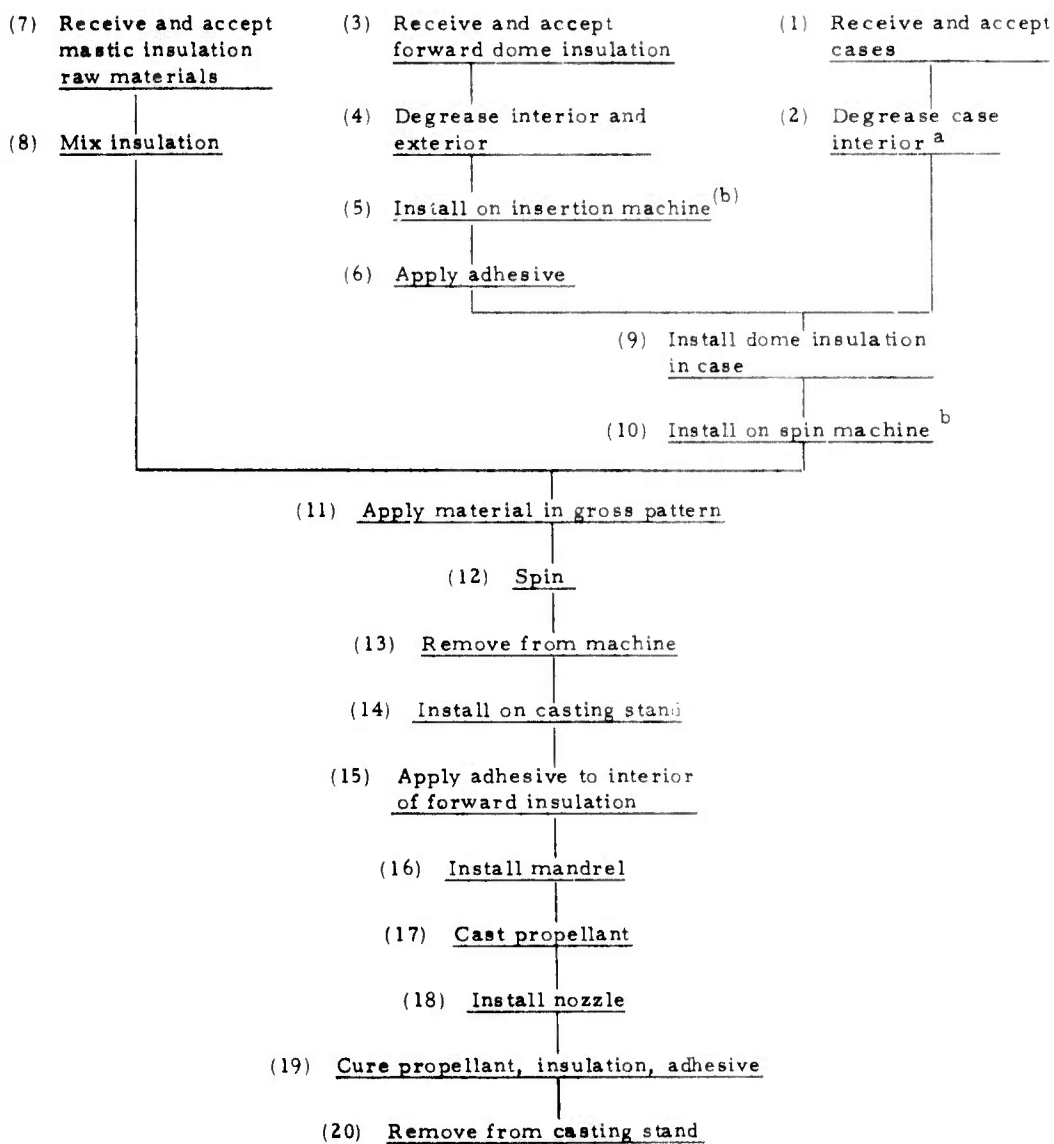 (7) Receive and accept
mastic insulation
raw materials
(8) Mix insulation
(3) Receive and accept
forward dome insulation
(4) Degrease interior and
exterior
(5) Install on insertion machine(b)
(6) Apply adhesive
(1) Receive and accept
cases
(2) Degrease case
interior a
(9) Install dome insulation
in case
(10) Install on spin machine b
(11) Apply material in gross pattern
(12) Spin
(13) Remove from machine
(14) Install on casting stand
(15) Apply adhesive to interior
of forward insulation
(16) Install mandrel
(17) Cast propellant
(18) Install nozzle
(19) Cure propellant, insulation, adhesive
(20) Remove from casting stand